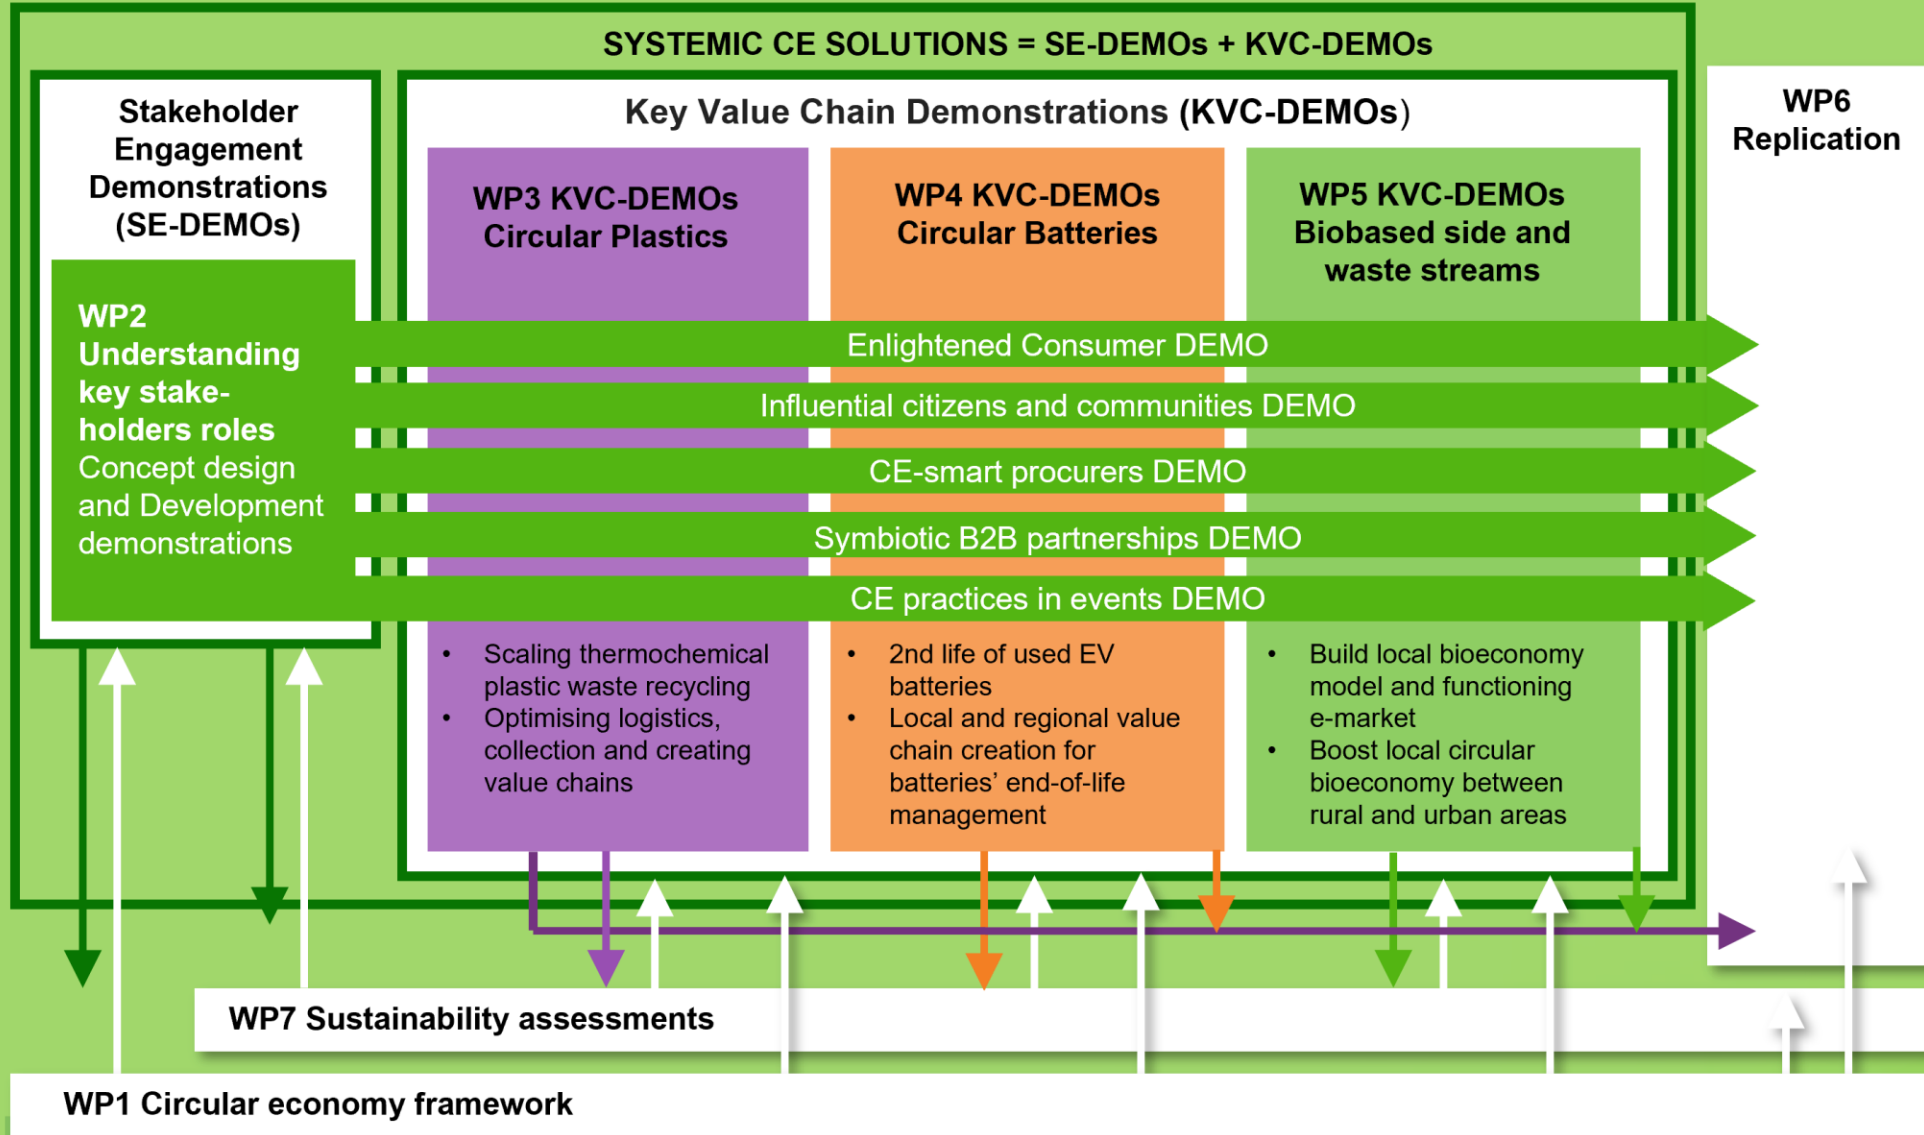 SYSTEMIC CE SOLUTIONS = SE-DEMOs + KVC-DEMOs
Stakeholder
Engagement
Demonstrations
(SE-DEMOs)
WP2
Understanding
key stake-
holders roles
Concept design
and Development
demonstrations
Key Value Chain Demonstrations (KVC-DEMOs)
WP3 KVC-DEMOs
Circular Plastics
WP4 KVC-DEMOs
Circular Batteries
WP5 KVC-DEMOs
Biobased side and
waste streams
WP6
Replication
Enlightened Consumer DEMO
Influential citizens and communities DEMO
CE-smart procurers DEMO
Symbiotic B2B partnerships DEMO
CE practices in events DEMO
• Scaling thermochemical
plastic waste recycling
• Optimising logistics,
collection and creating
value chains
• 2nd life of used EV
batteries
• Local and regional value
chain creation for
batteries’ end-of-life
management
• Build local bioeconomy
model and functioning
e-market
• Boost local circular
bioeconomy between
rural and urban areas
WP7 Sustainability assessments
WP1 Circular economy framework